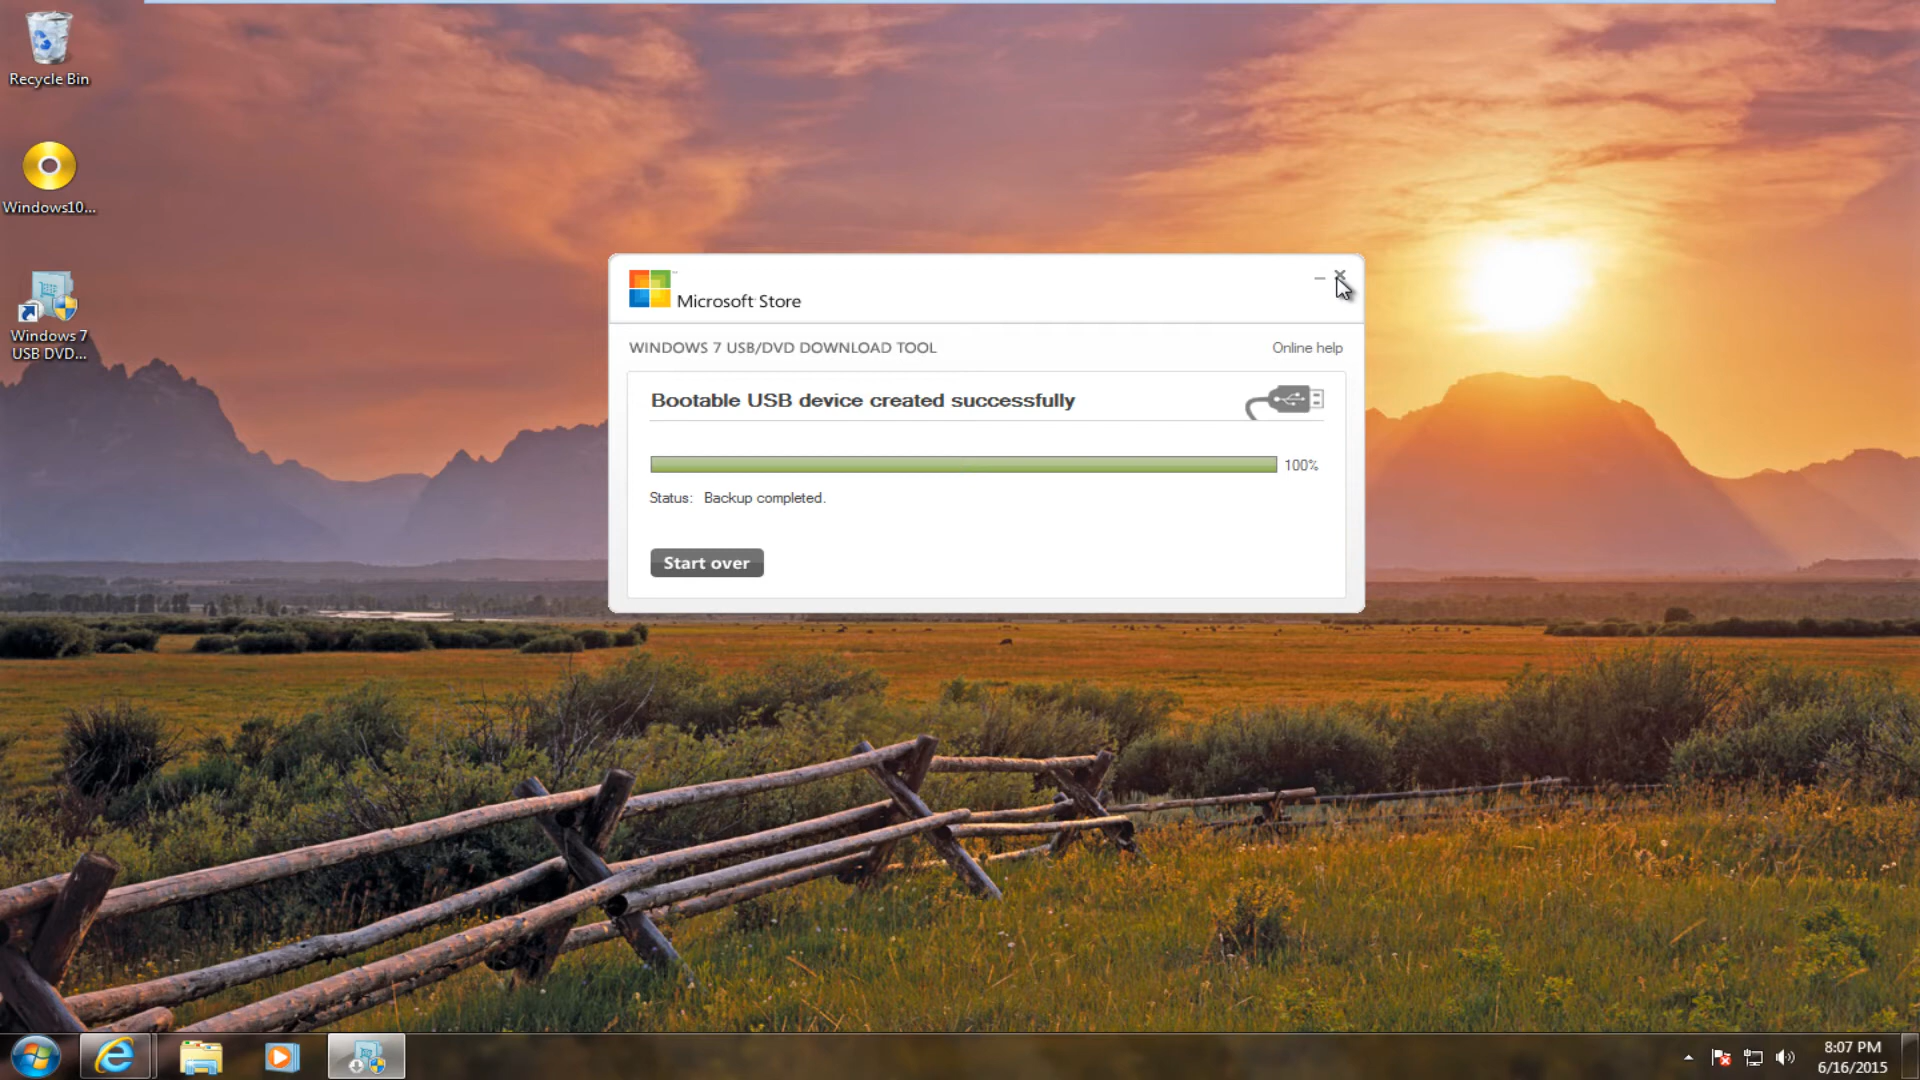 Recycle Bin
Windows10...
Windows 7
USB DVD...
Microsoft Store
WINDOWS 7 USB/DVD DOWNLOAD TOOL
Online help
Bootable USB device created successfully
100%
Status: Backup completed.
Start over
8:07 PM
6/16/2015